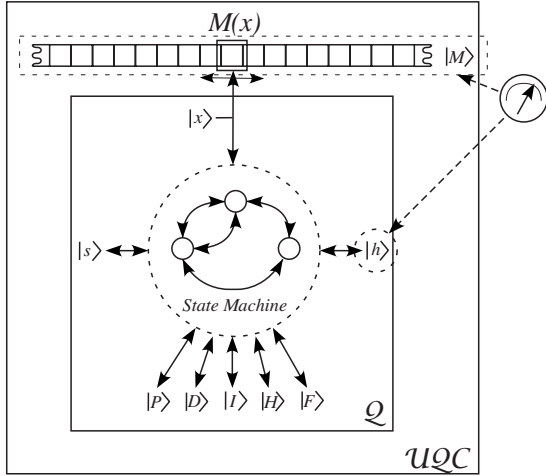 M(x)
|M⟩
|x⟩
|s⟩
|h⟩
State Machine
|P⟩ |D⟩ |I⟩ |H⟩ |F⟩
Q
UQC